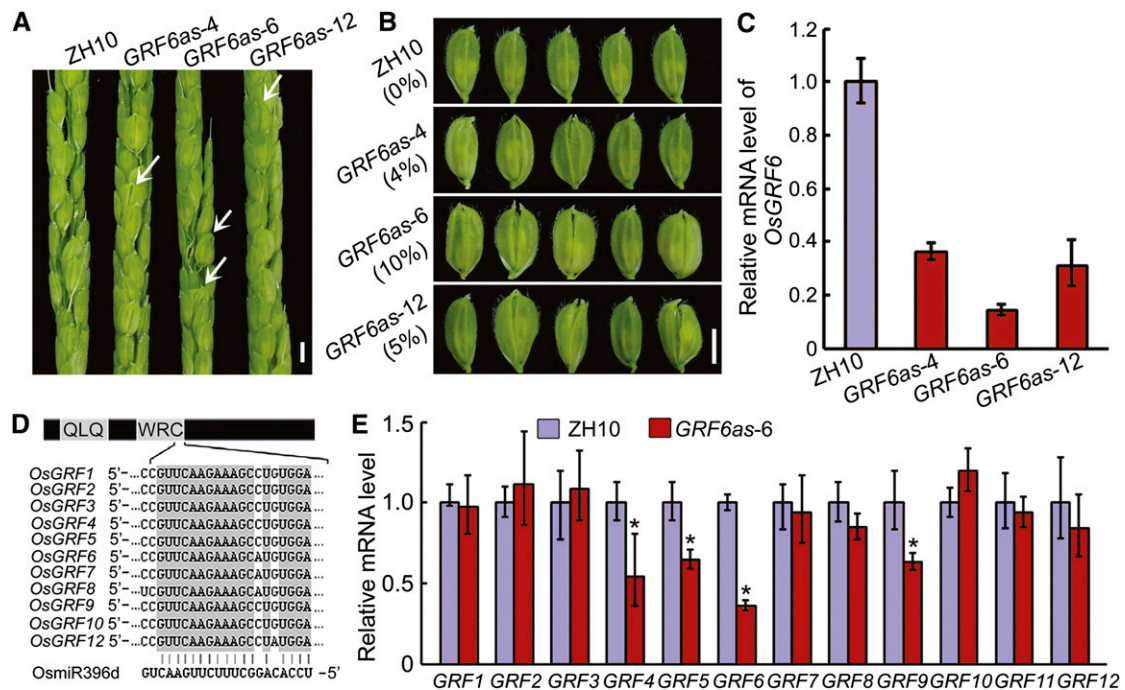 A
ZH10
GRF6as-4
GRF6as-6
GRF6as-12
B
ZH10
(0%)
GRF6as-4
(4%)
GRF6as-6
(10%)
GRF6as-12
(5%)
C
Relative mRNA level of
OsGRF6
1.2
1.0
0.8
0.6
0.4
0.2
0
ZH10
GRF6as-4
GRF6as-6
GRF6as-12
D
QLQ WRC
OsGRF1 5'-...CCGUUCAAGAAAGCCUGUGGA...
OsGRF2 5'-...CCGUUCAAGAAAGCCUGUGGA...
OsGRF3 5'-...CCGUUCAAGAAAGCCUGUGGA...
OsGRF4 5'-...CCGUUCAAGAAAGCCUGUGGA...
OsGRF5 5'-...CCGUUCAAGAAAGCCUGUGGA...
OsGRF6 5'-...CCGUUCAAGAAAGCAUGUGGA...
OsGRF7 5'-...CCGUUCAAGAAAGCAUGUGGA...
OsGRF8 5'-...UCGUUCAAGAAAGCAUGUGGA...
OsGRF9 5'-...CCGUUCAAGAAAGCCUGUGGA...
OsGRF10 5'-...CCGUUCAAGAAAGCCUGUGGA...
OsGRF12 5'-...CCGUUCAAGAAAGCCUAUGGA...
OsmiR396d GUCAAGUUCUUUCGGACACCU -5'
E
ZH10 GRF6as-6
Relative mRNA level
1.5
1.0
0.5
0
* * * *
GRF1 GRF2 GRF3 GRF4 GRF5 GRF6 GRF7 GRF8 GRF9 GRF10 GRF11 GRF12